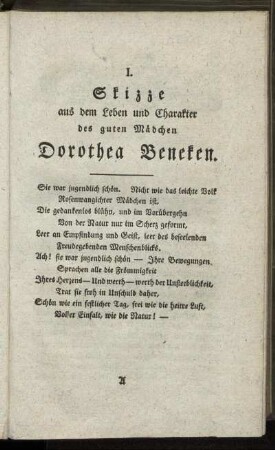 I.
Skizze
aus dem Leben und Charakter
des guten Mädchen
Dorothea Beneken.
Sie war jugendlich schön. Nicht wie das leichte Volk
Rosenwangichter Mädchen ist,
Die gedankenlos blühn, und im Vorübergehn
Von der Natur nur im Scherz geformt,
Leer an Empfindung und Geist, leer des beseelenden
Freudegebenden Menschenblicks.
Ach! sie war jugendlich schön — Ihre Bewegungen,
Sprachen alle die Frömmigkeit
Ihres Herzens — Und werth — werth der Unsterblichkeit,
Trat sie froh in Unschuld daher,
Schön wie ein festlicher Tag, frei wie die heitre Luft,
Voller Einfalt, wie die Natur! —
A